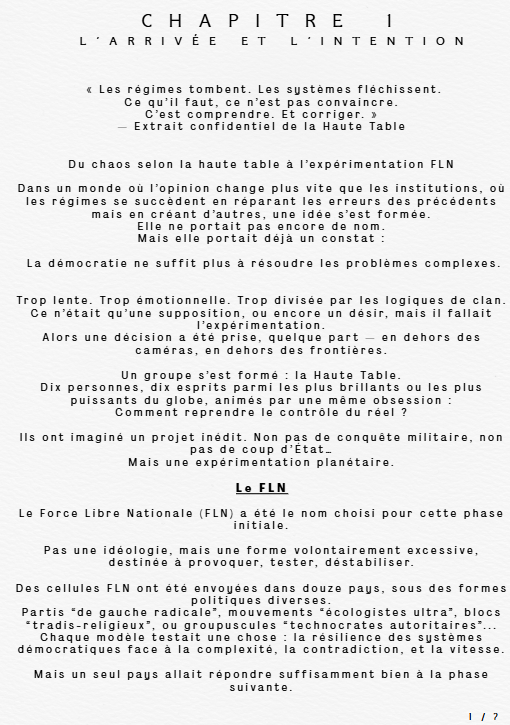 CHAPITRE 1
L'ARRIVÉE ET L'INTENTION
« Les régimes tombent. Les systèmes fléchissent.
Ce qu'il faut, ce n'est pas convaincre.
C'est comprendre. Et corriger. »
— Extrait confidentiel de la Haute Table
Du chaos selon la haute table à l'expérimentation FLN
Dans un monde où l'opinion change plus vite que les institutions, où
les régimes se succèdent en réparant les erreurs des précédents
mais en créant d'autres, une idée s'est formée.
Elle ne portait pas encore de nom.
Mais elle portait déjà un constat :
La démocratie ne suffit plus à résoudre les problèmes complexes.
Trop lente. Trop émotionnelle. Trop divisée par les logiques de clan.
Ce n'était qu'une supposition, ou encore un désir, mais il fallait
l'expérimentation.
Alors une décision a été prise, quelque part — en dehors des
caméras, en dehors des frontières.
Un groupe s'est formé : la Haute Table.
Dix personnes, dix esprits parmi les plus brillants ou les plus
puissants du globe, animés par une même obsession :
Comment reprendre le contrôle du réel ?
Ils ont imaginé un projet inédit. Non pas de conquête militaire, non
pas de coup d'État…
Mais une expérimentation planétaire.
Le FLN
Le Force Libre Nationale (FLN) a été le nom choisi pour cette phase
initiale.
Pas une idéologie, mais une forme volontairement excessive,
destinée à provoquer, tester, déstabiliser.
Des cellules FLN ont été envoyées dans douze pays, sous des formes
politiques diverses.
Partis "de gauche radicale", mouvements "écologistes ultra", blocs
"tradis-religieux", ou groupuscules "technocrates autoritaires"...
Chaque modèle testait une chose : la résilience des systèmes
démocratiques face à la complexité, la contradiction, et la vitesse.
Mais un seul pays allait répondre suffisamment bien à la phase
suivante.
1 / ?